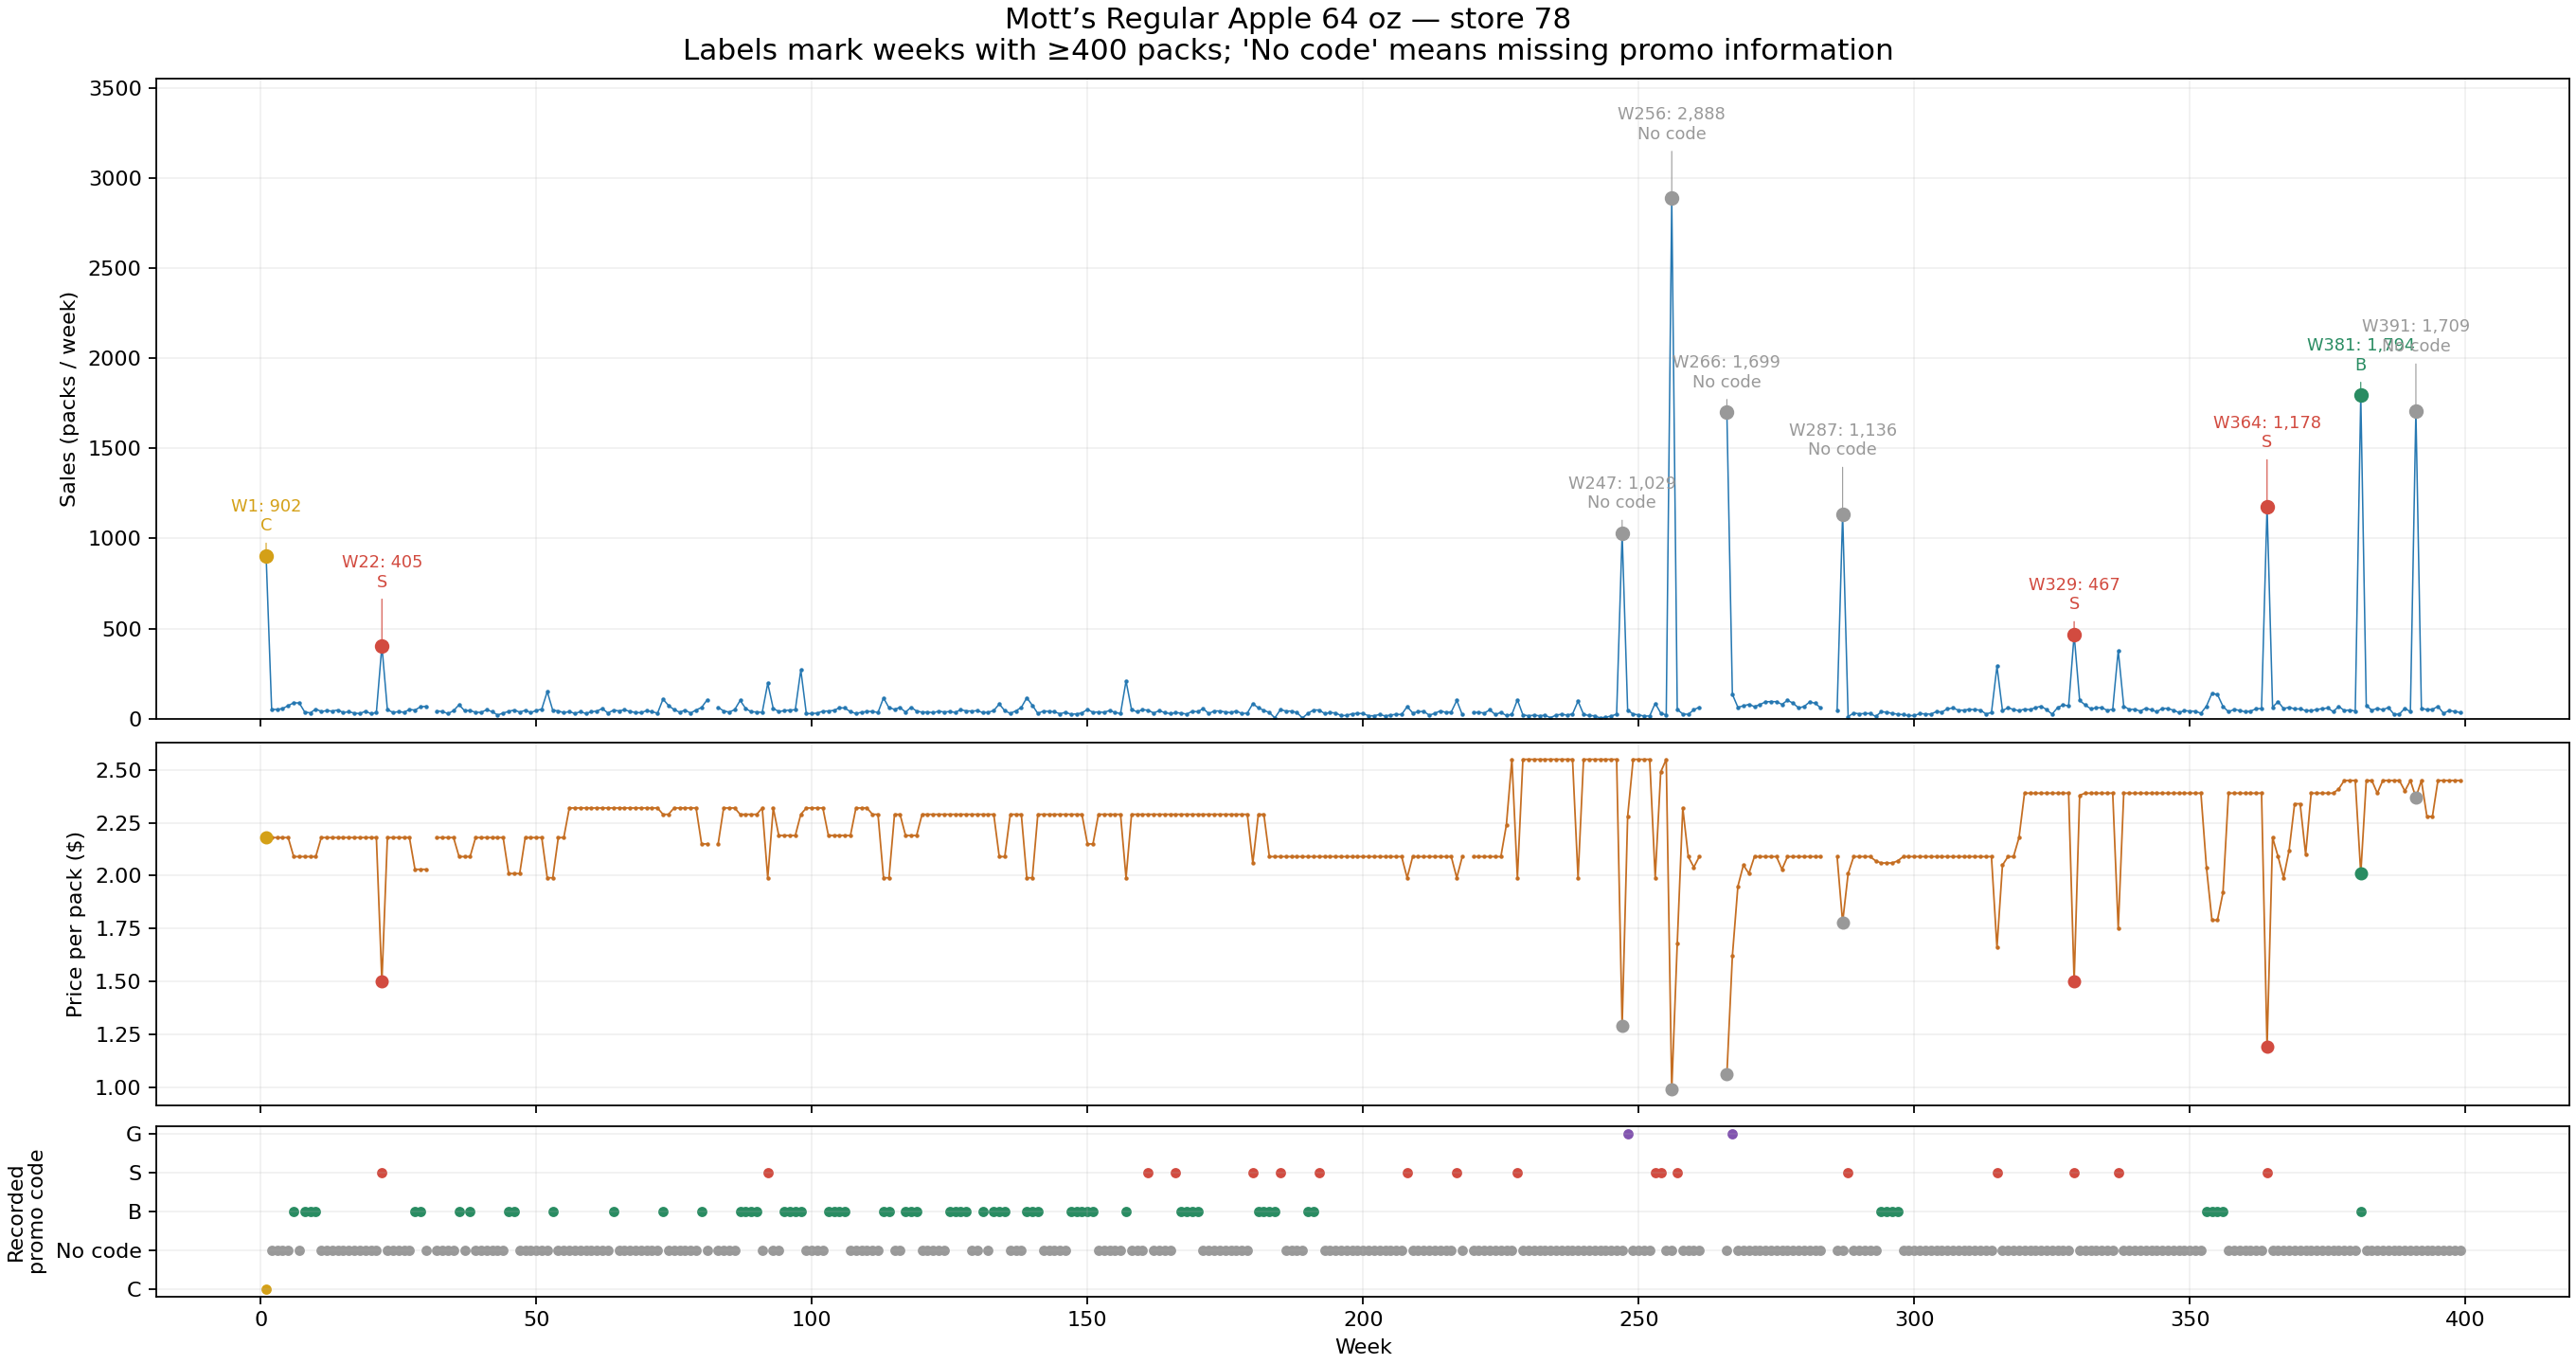 Mott’s Regular Apple 64 oz — store 78
Labels mark weeks with ≥400 packs; 'No code' means missing promo information
Sales (packs / week)
3500
3000
2500
2000
1500
1000
500
0
W1: 902
C
W22: 405
S
W247: 1,029
No code
W256: 2,888
No code
W266: 1,699
No code
W287: 1,136
No code
W329: 467
S
W364: 1,178
S
W381: 1,794
B
W391: 1,709
No code
Price per pack ($)
2.50
2.25
2.00
1.75
1.50
1.25
1.00
Recorded
promo code
G
S
B
No code
C
0
50
100
150
200
250
300
350
400
Week